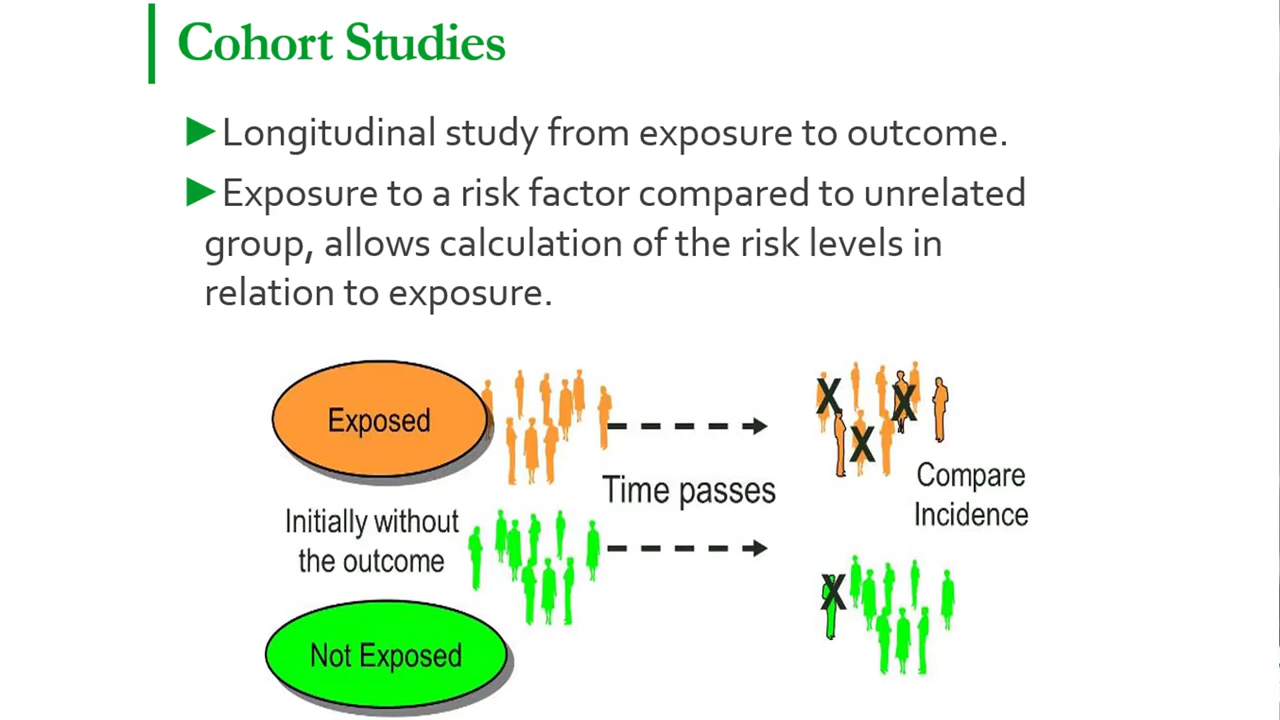 Cohort Studies
►Longitudinal study from exposure to outcome.
►Exposure to a risk factor compared to unrelated
group, allows calculation of the risk levels in
relation to exposure.
Exposed
X X
X
Time passes
Compare
Incidence
Initially without
the outcome
X
Not Exposed